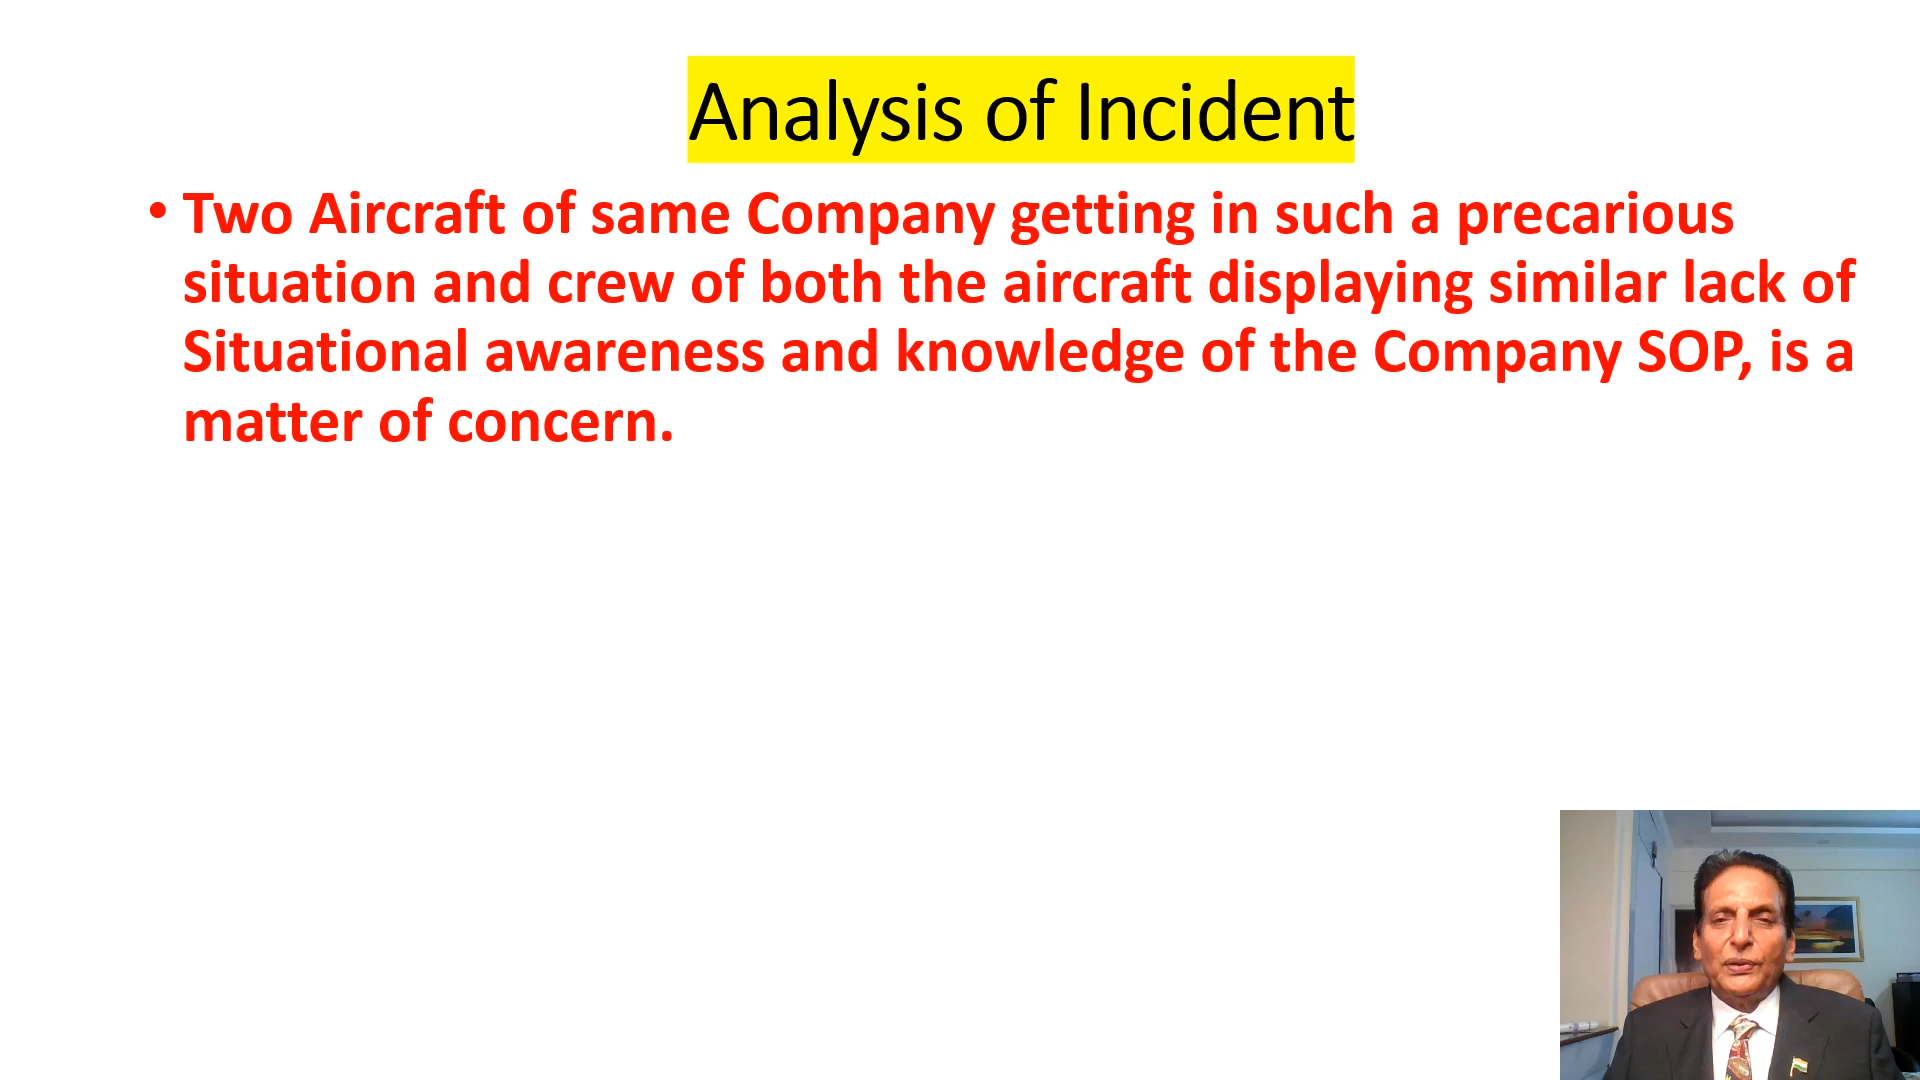 Analysis of Incident
• Two Aircraft of same Company getting in such a precarious
situation and crew of both the aircraft displaying similar lack of
Situational awareness and knowledge of the Company SOP, is a
matter of concern.